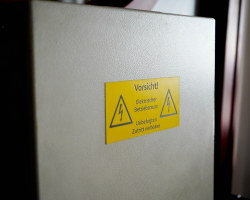 Vorsicht!
Elektrischer
Betriebsraum
Unbefugten
Zutritt verboten